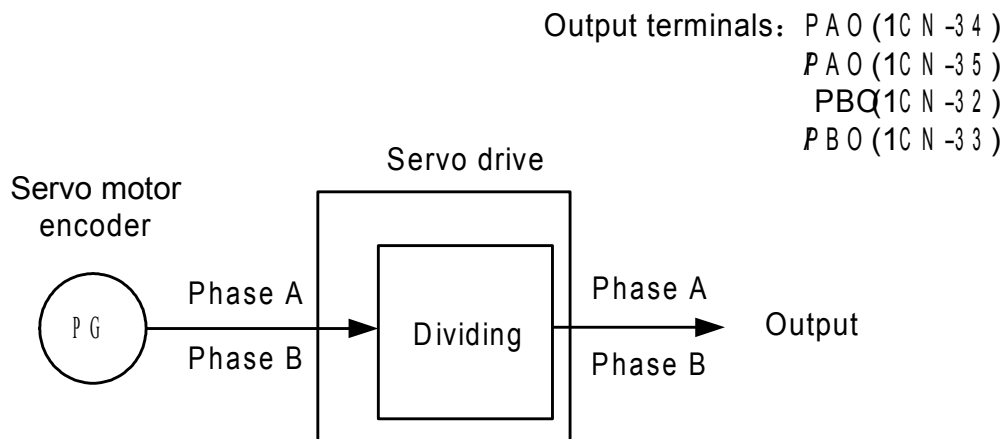 Output terminals: PAO(1CN-34)
/PAO(1CN-35)
PBO(1CN-32)
/PBO(1CN-33)
Servo drive
Servo motor
encoder
Phase A
Phase B
PG
Dividing
Phase A
Phase B
Output